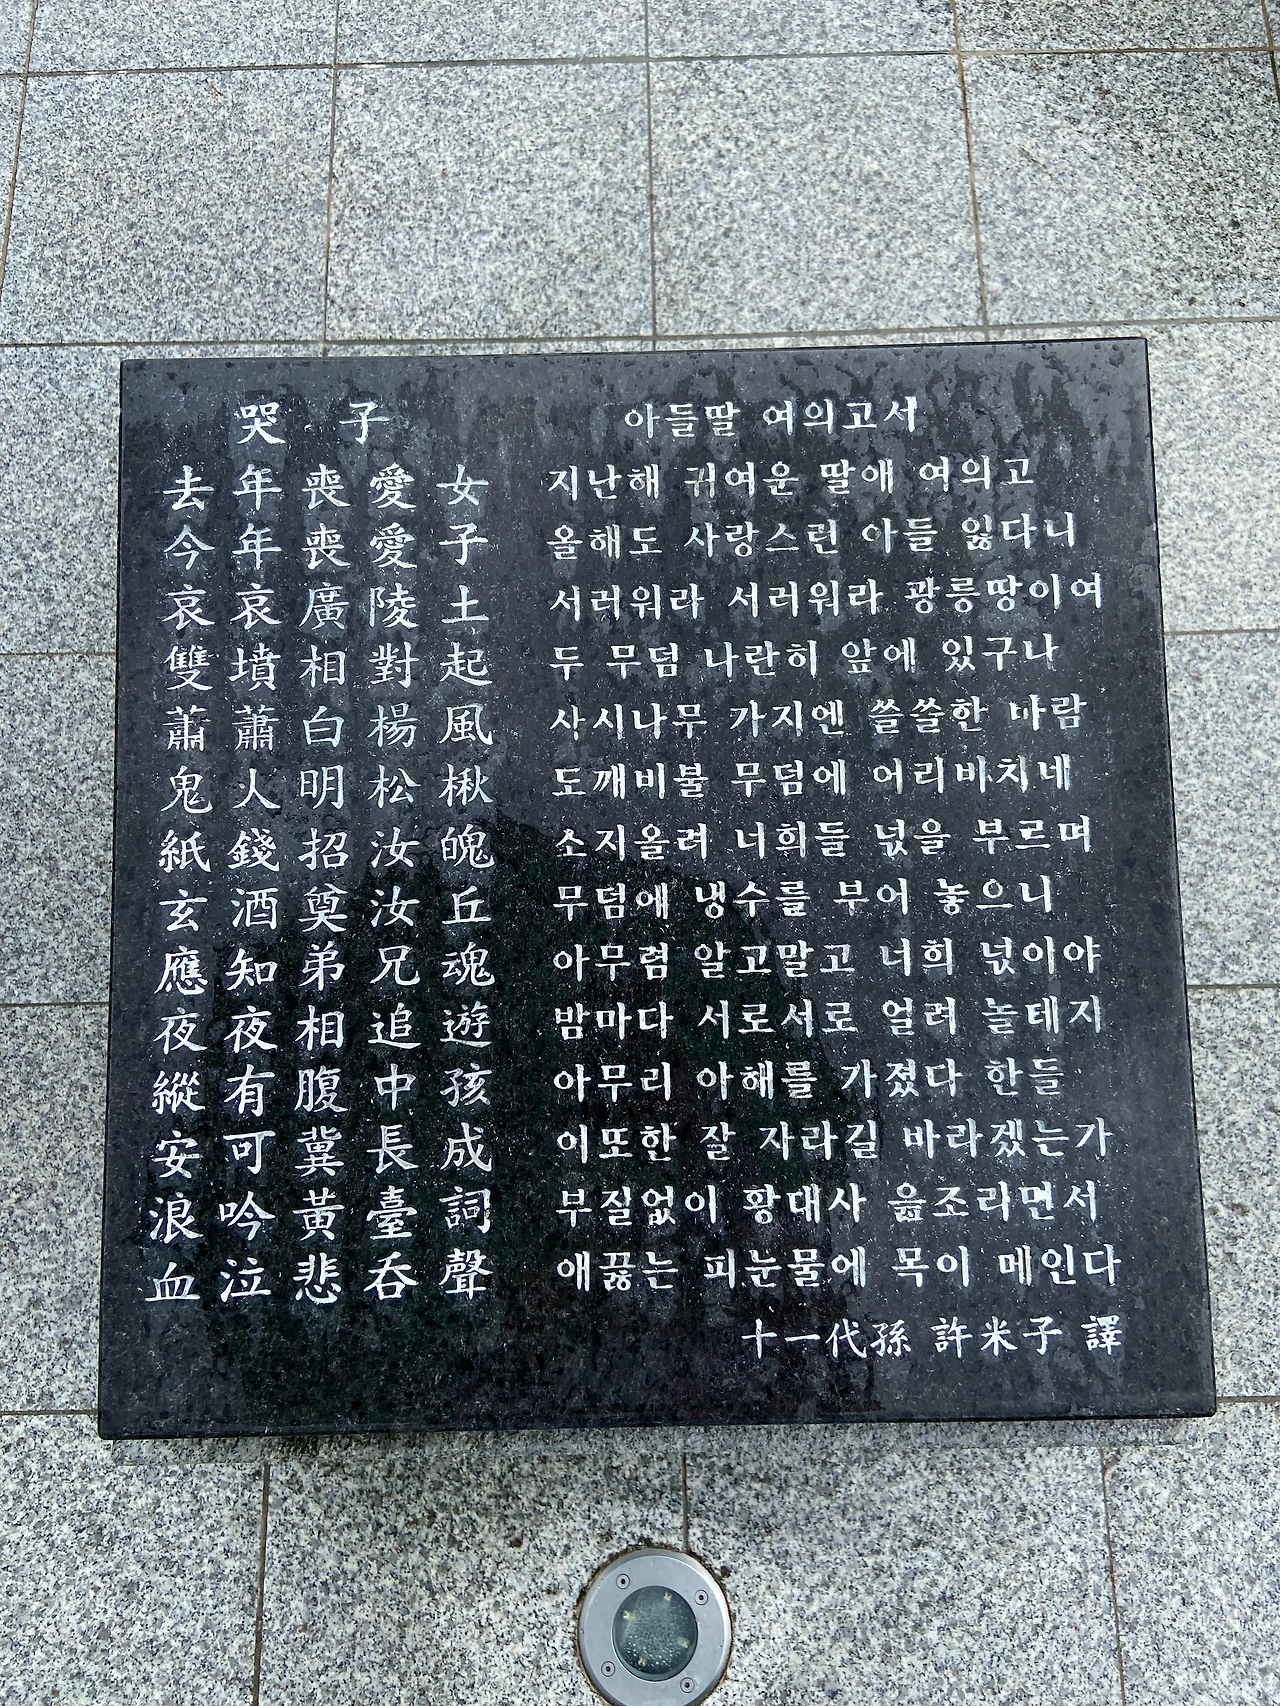 哭 子
去年喪愛女
今年喪愛子
哀哀廣陵土
雙墳相對起
蕭蕭白楊風
鬼人明松楸
紙錢招汝魄
玄酒奠汝丘
應知弟兄魂
夜夜相追遊
縱有腹中孩
安可冀長成
浪吟黃臺詞
血泣悲呑聲
아들딸 여의고서
지난해 귀여운 딸애 여의고
올해도 사랑스런 아들 잃다니
서러워라 서러워라 광릉땅이여
두 무덤 나란히 앞에 있구나
사시나무 가지엔 쓸쓸한 바람
도깨비불 무덤에 어리비치네
소지올려 너희들 넋을 부르며
무덤에 냉수를 부어 놓으니
아무렴 알고말고 너희 넋이야
밤마다 서로서로 얼려 놀테지
아무리 아해를 가졌다 한들
이또한 잘 자라길 바라겠는가
부질없이 황대사 읊조리면서
애끓는 피눈물에 목이 메인다
十一代孫 許米子 譯